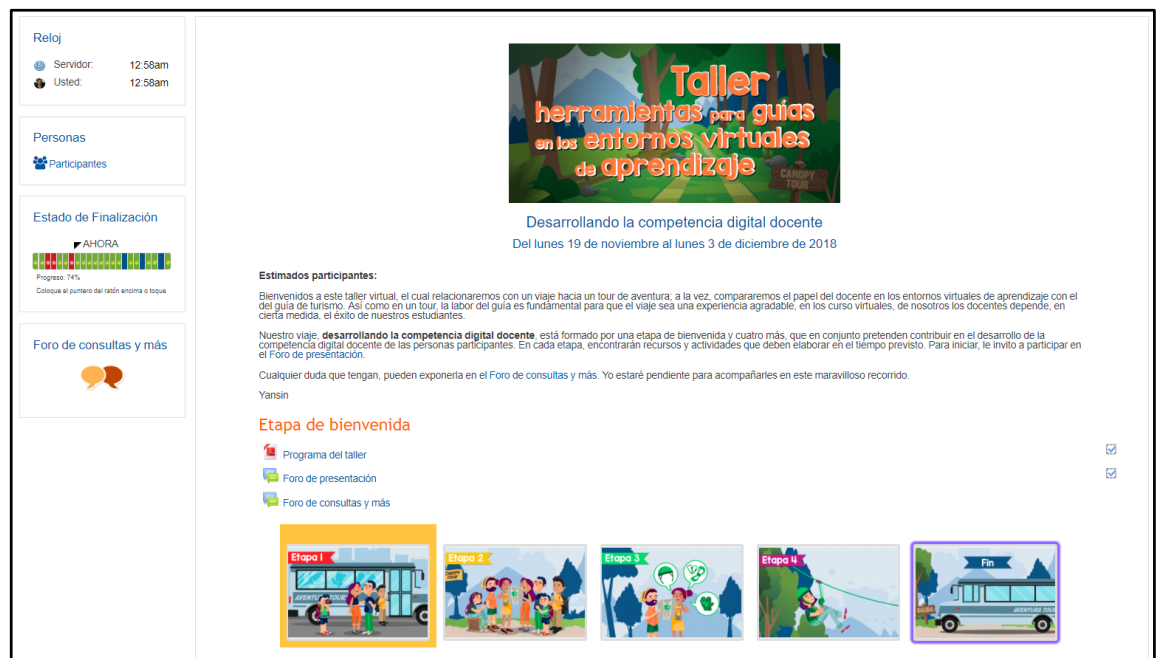 Reloj
Servidor: 12:58am
Usted: 12:58am
Personas
Participantes
Estado de Finalización
AHORA
Progreso: 74%
Coloque el puntero del ratón encima o toque
Foro de consultas y más
Taller
herramientas para guías
en los entornos virtuales
de aprendizaje
CANOPY
TOUR
Desarrollando la competencia digital docente
Del lunes 19 de noviembre al lunes 3 de diciembre de 2018
Estimados participantes:
Bienvenidos a este taller virtual, el cual relacionaremos con un viaje hacia un tour de aventura; a la vez, compararemos el papel del docente en los entornos virtuales de aprendizaje con el
del guía de turismo. Así como en un tour, la labor del guía es fundamental para que el viaje sea una experiencia agradable, en los curso virtuales, de nosotros los docentes depende, en
cierta medida, el éxito de nuestros estudiantes.
Nuestro viaje, desarrollando la competencia digital docente, está formado por una etapa de bienvenida y cuatro más, que en conjunto pretenden contribuir en el desarrollo de la
competencia digital docente de las personas participantes. En cada etapa, encontrarán recursos y actividades que deben elaborar en el tiempo previsto. Para iniciar, le invito a participar en
el Foro de presentación.
Cualquier duda que tengan, pueden exponerla en el Foro de consultas y más. Yo estaré pendiente para acompañarles en este maravilloso recorrido.
Yansin
Etapa de bienvenida
Programa del taller
Foro de presentación
Foro de consultas y más
Etapa 1
AVENTURA TOURS
Etapa 2
CANOPY
TOUR
Etapa 3
Etapa 4
Fin
SALIDA
AVENTURA TOUR